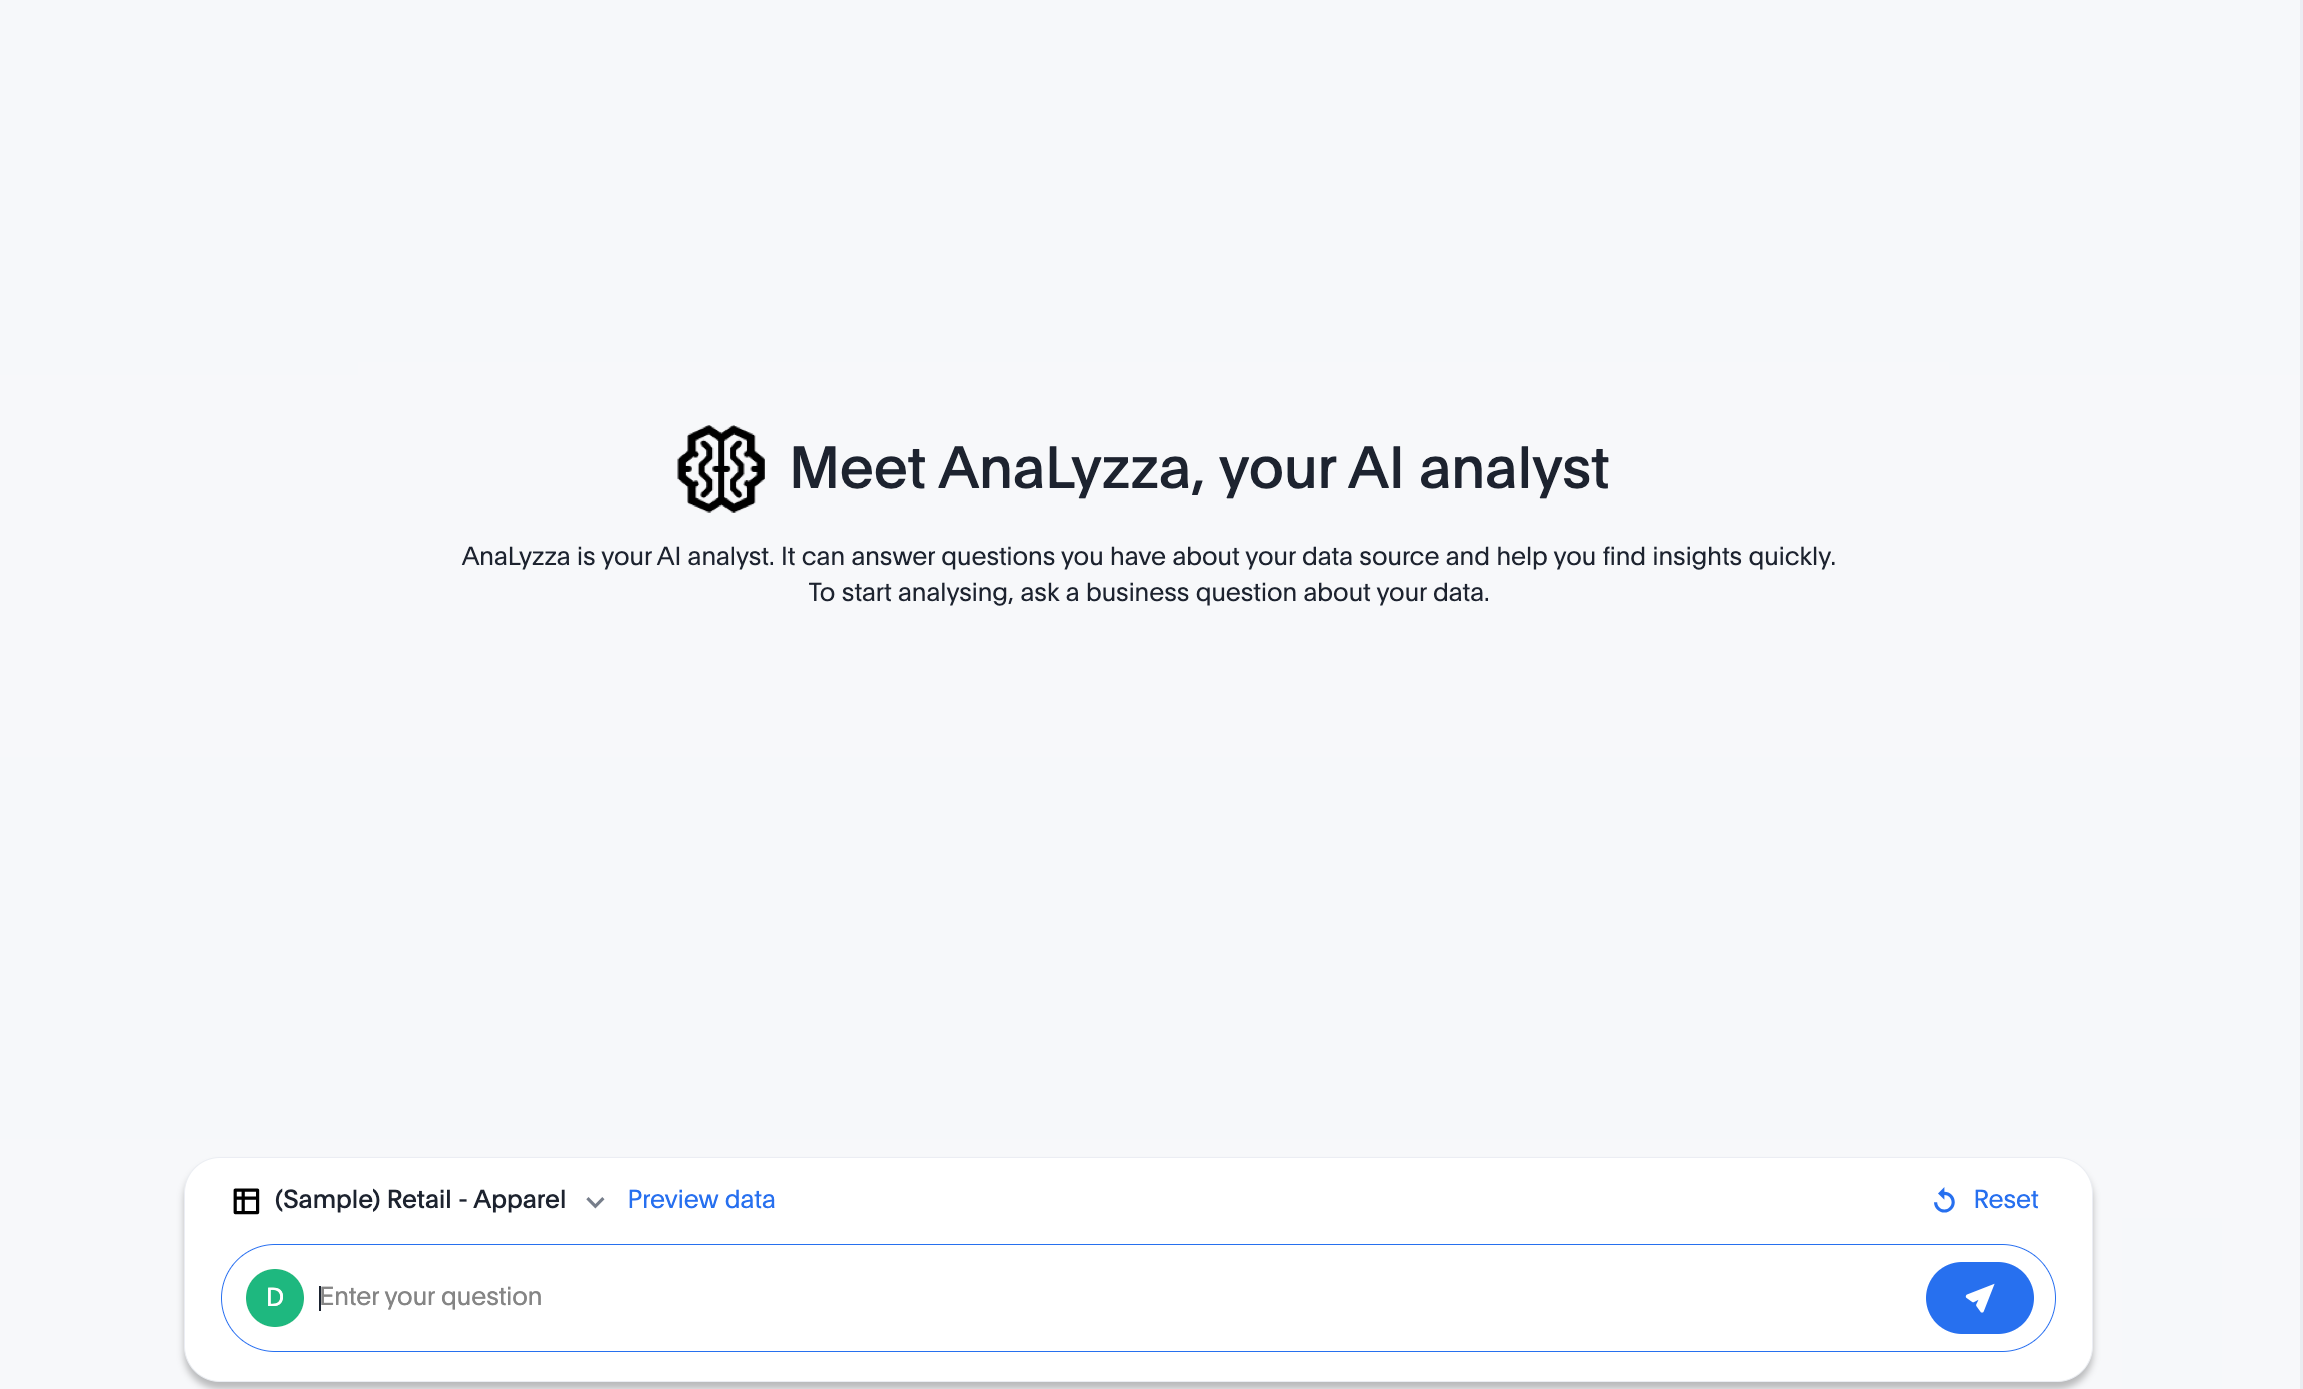 Meet AnaLyzza, your AI analyst
AnaLyzza is your AI analyst. It can answer questions you have about your data source and help you find insights quickly.
To start analysing, ask a business question about your data.
(Sample) Retail - Apparel
Preview data
Reset
D
Enter your question